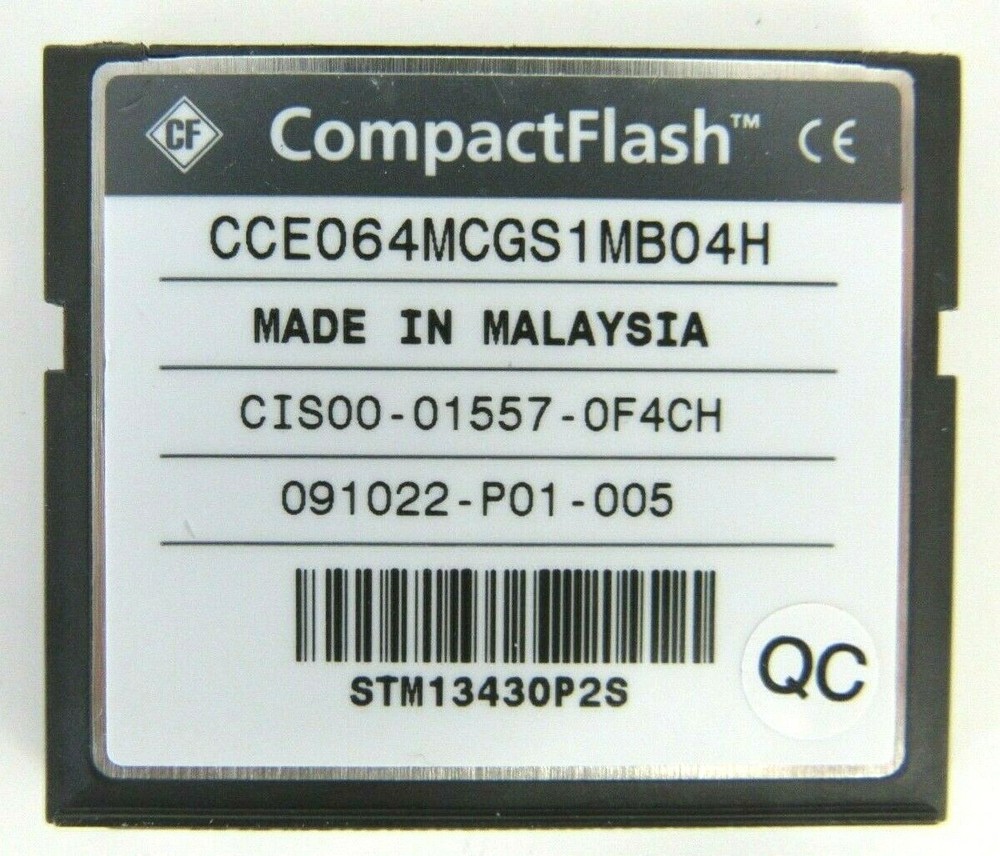 CF CompactFlash™ CE
CCE064MCGS1MB04H
MADE IN MALAYSIA
CIS00-01557-0F4CH
091022-P01-005
STM13430P2S
QC